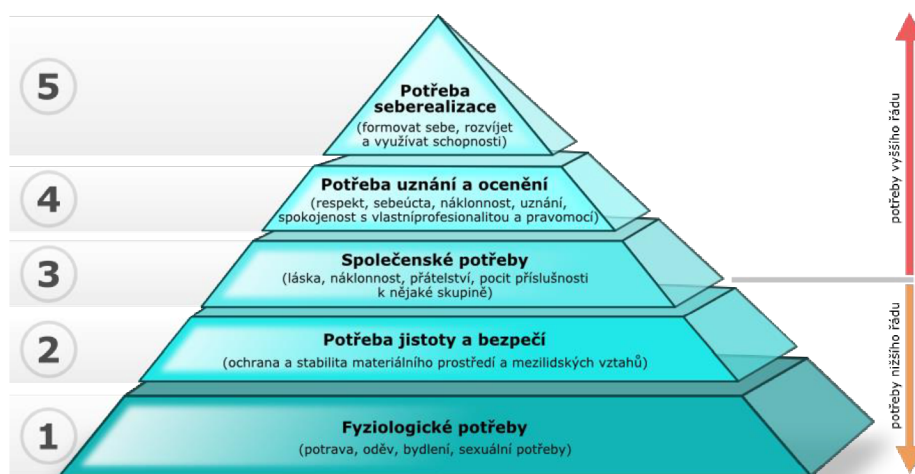 5
Potřeba
seberealizace
(formovat sebe, rozvíjet
a využívat schopnosti)
4
Potřeba uznání a ocenění
(respekt, sebeúcta, náklonnost, uznání,
spokojenost s vlastníprofesionalitou a pravomocí)
3
Společenské potřeby
(láska, náklonnost, přátelství, pocit příslušnosti
k nějaké skupině)
2
Potřeba jistoty a bezpečí
(ochrana a stabilita materiálního prostředí a mezilidských vztahů)
1
Fyziologické potřeby
(potrava, oděv, bydlení, sexuální potřeby)
potřeby vyššího řádu
potřeby nižšího řádu